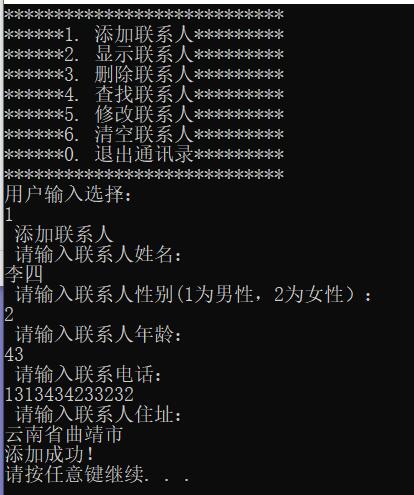 ****************************
******1. 添加联系人*********
******2. 显示联系人*********
******3. 删除联系人*********
******4. 查找联系人*********
******5. 修改联系人*********
******6. 清空联系人*********
******0. 退出通讯录*********
****************************
用户输入选择：
1
添加联系人
请输入联系人姓名：
李四
请输入联系人性别(1为男性，2为女性）：
2
请输入联系人年龄：
43
请输入联系电话：
1313434233232
请输入联系人住址：
云南省曲靖市
添加成功！
请按任意键继续. . .